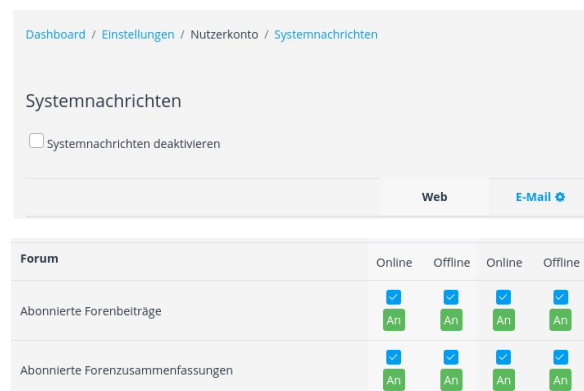 Dashboard / Einstellungen / Nutzerkonto / Systemnachrichten
Systemnachrichten
Systemnachrichten deaktivieren
Web E-Mail
Forum Online Offline Online Offline
Abonnierte Forenbeiträge An An An An
Abonnierte Forenzusammenfassungen An An An An